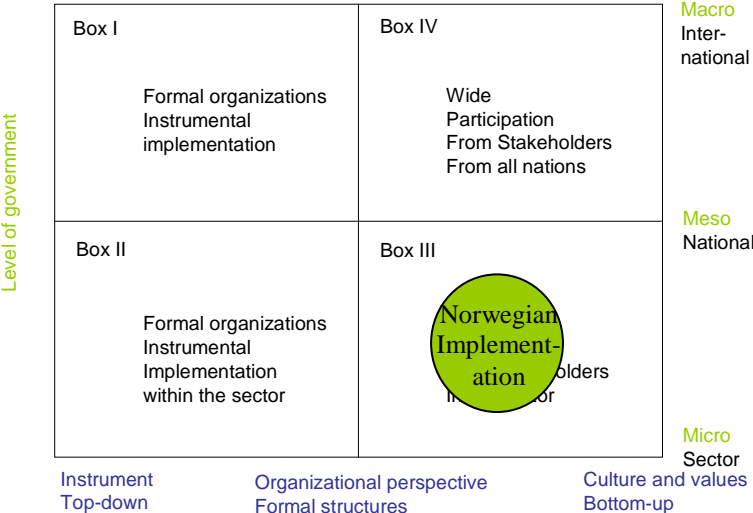 Macro
Inter-
national
Box I
Box IV
Formal organizations
Instrumental
implementation
Wide
Participation
From Stakeholders
From all nations
Level of government
Meso
National
Box II
Box III
Formal organizations
Instrumental
Implementation
within the sector
Norwegian
Implement-
ation
Micro
Sector
Instrument
Top-down
Organizational perspective
Formal structures
Culture and values
Bottom-up